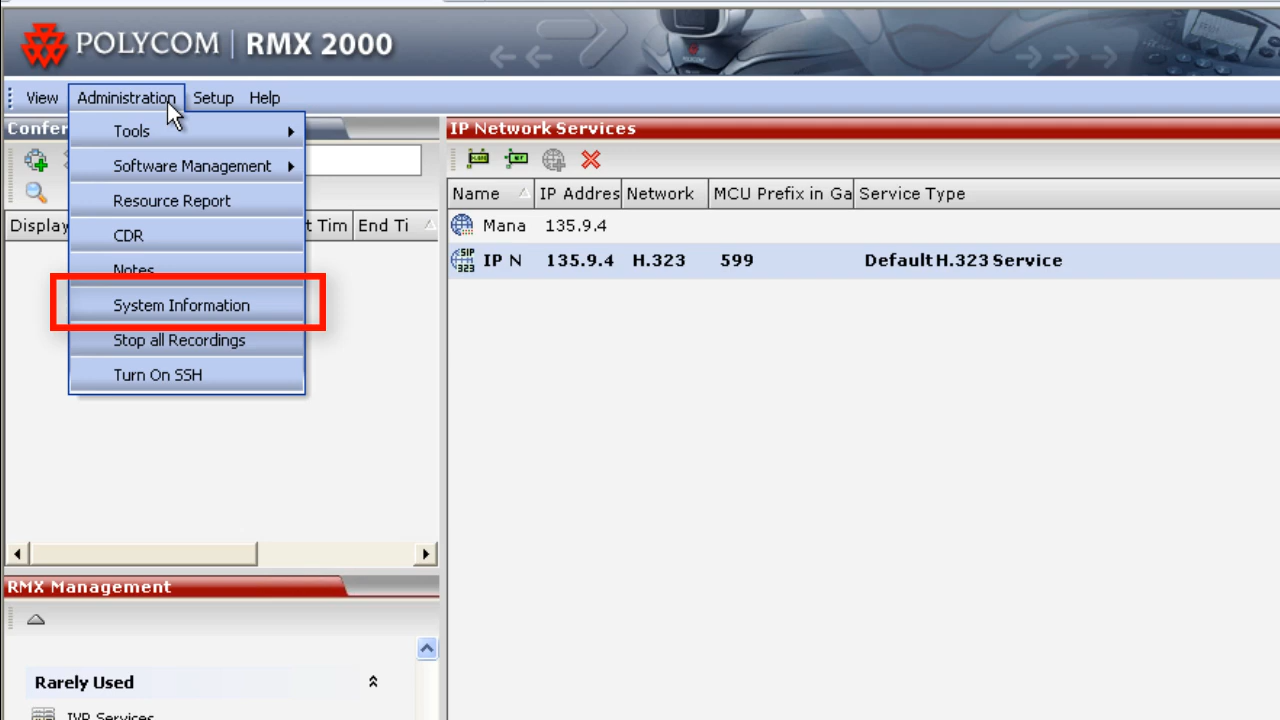 POLYCOM | RMX 2000
View Administration Setup Help
Confer
Tools
Software Management
Resource Report
CDR
Notes
System Information
Stop all Recordings
Turn On SSH
Display t Tim End Ti
IP Network Services
Name IP Addres Network MCU Prefix in Ga Service Type
Mana 135.9.4
IP N 135.9.4 H.323 599 Default H.323 Service
RMX Management
Rarely Used
IVR Services